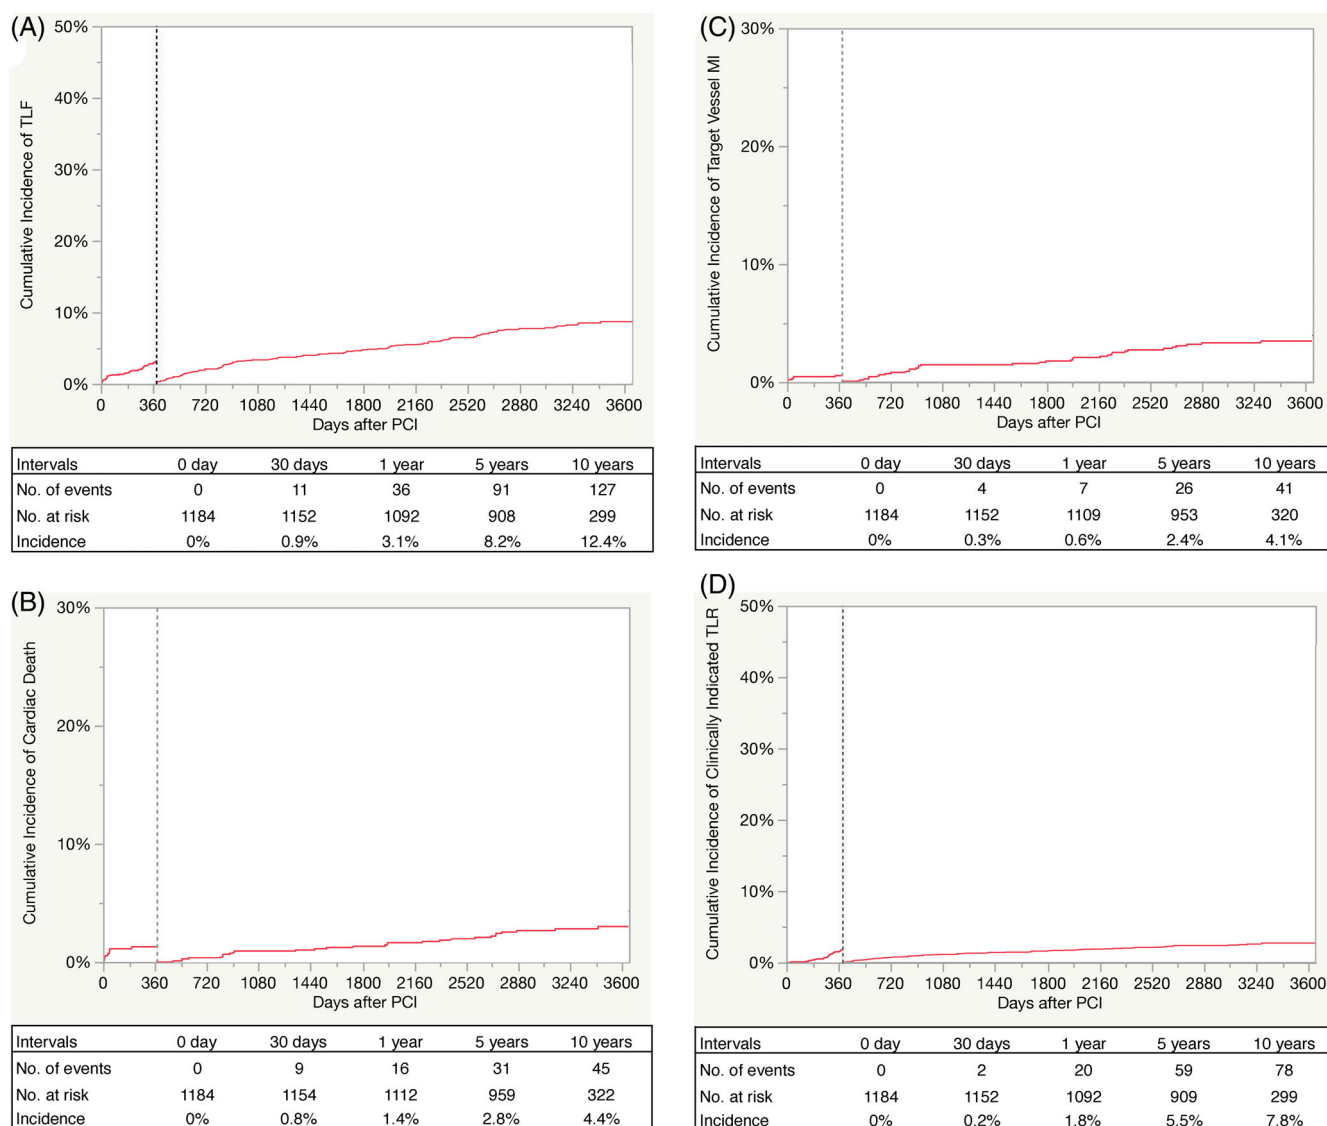 (A)
Cumulative Incidence of TLF
50%
40%
30%
20%
10%
0%
0 360 720 1080 1440 1800 2160 2520 2880 3240 3600
Days after PCI
Intervals 0 day 30 days 1 year 5 years 10 years
No. of events 0 11 36 91 127
No. at risk 1184 1152 1092 908 299
Incidence 0% 0.9% 3.1% 8.2% 12.4%
(B)
Cumulative Incidence of Cardiac Death
30%
20%
10%
0%
0 360 720 1080 1440 1800 2160 2520 2880 3240 3600
Days after PCI
Intervals 0 day 30 days 1 year 5 years 10 years
No. of events 0 9 16 31 45
No. at risk 1184 1154 1112 959 322
Incidence 0% 0.8% 1.4% 2.8% 4.4%
(C)
Cumulative Incidence of Target Vessel MI
30%
20%
10%
0%
0 360 720 1080 1440 1800 2160 2520 2880 3240 3600
Days after PCI
Intervals 0 day 30 days 1 year 5 years 10 years
No. of events 0 4 7 26 41
No. at risk 1184 1152 1109 953 320
Incidence 0% 0.3% 0.6% 2.4% 4.1%
(D)
Cumulative Incidence of Clinically Indicated TLR
50%
40%
30%
20%
10%
0%
0 360 720 1080 1440 1800 2160 2520 2880 3240 3600
Days after PCI
Intervals 0 day 30 days 1 year 5 years 10 years
No. of events 0 2 20 59 78
No. at risk 1184 1152 1092 909 299
Incidence 0% 0.2% 1.8% 5.5% 7.8%